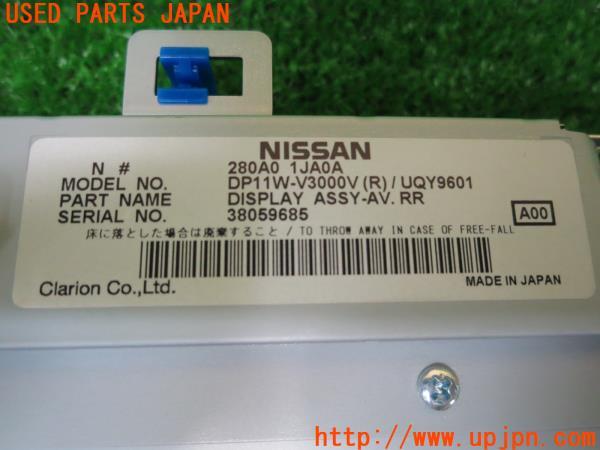 USED PARTS JAPAN
NISSAN
N # 280A0 1JA0A
MODEL NO. DP11W-V3000V (R) / UQY9601
PART NAME DISPLAY ASSY-AV. RR
SERIAL NO. 38059685
A00
床に落とした場合は廃棄すること / TO THROW AWAY IN CASE OF FREE-FALL
Clarion Co.,Ltd.
MADE IN JAPAN
http://www.upjpn.com